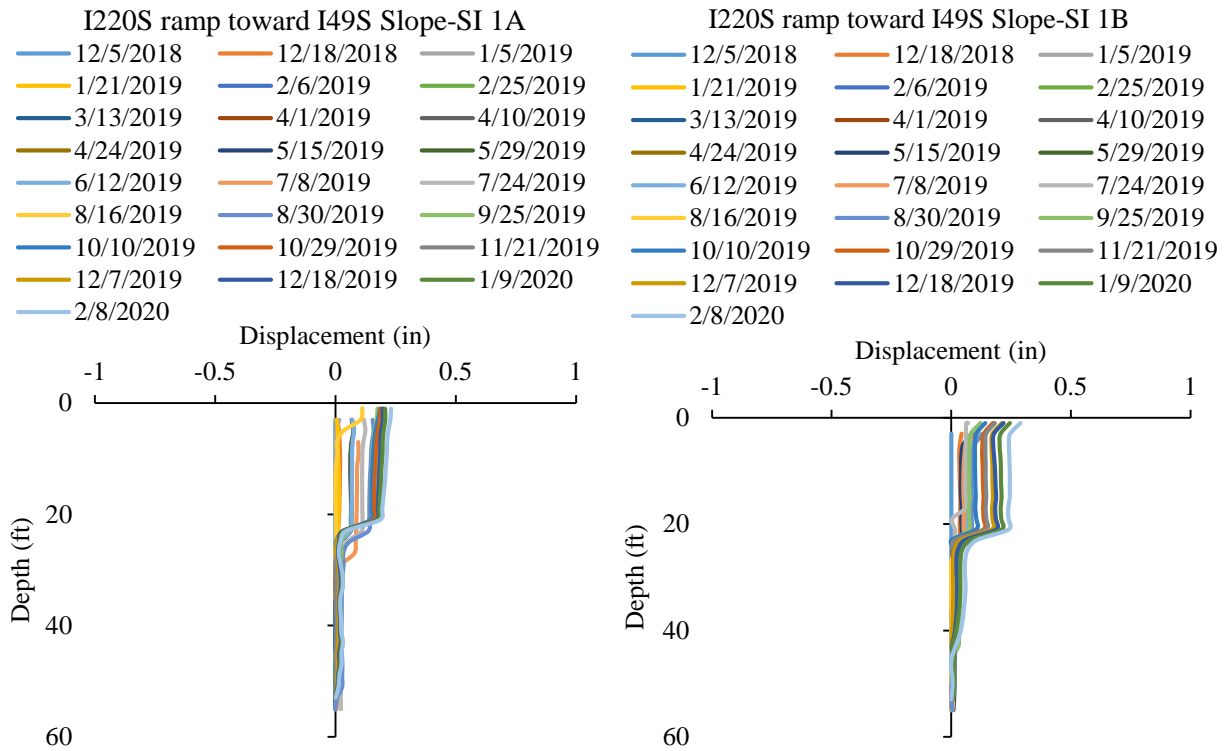 I220S ramp toward I49S Slope-SI 1A
12/5/2018 12/18/2018 1/5/2019
1/21/2019 2/6/2019 2/25/2019
3/13/2019 4/1/2019 4/10/2019
4/24/2019 5/15/2019 5/29/2019
6/12/2019 7/8/2019 7/24/2019
8/16/2019 8/30/2019 9/25/2019
10/10/2019 10/29/2019 11/21/2019
12/7/2019 12/18/2019 1/9/2020
2/8/2020
Displacement (in)
-1 -0.5 0 0.5 1
0
20
40
60
Depth (ft)
I220S ramp toward I49S Slope-SI 1B
12/5/2018 12/18/2018 1/5/2019
1/21/2019 2/6/2019 2/25/2019
3/13/2019 4/1/2019 4/10/2019
4/24/2019 5/15/2019 5/29/2019
6/12/2019 7/8/2019 7/24/2019
8/16/2019 8/30/2019 9/25/2019
10/10/2019 10/29/2019 11/21/2019
12/7/2019 12/18/2019 1/9/2020
2/8/2020
Displacement (in)
-1 -0.5 0 0.5 1
0
20
40
60
Depth (ft)